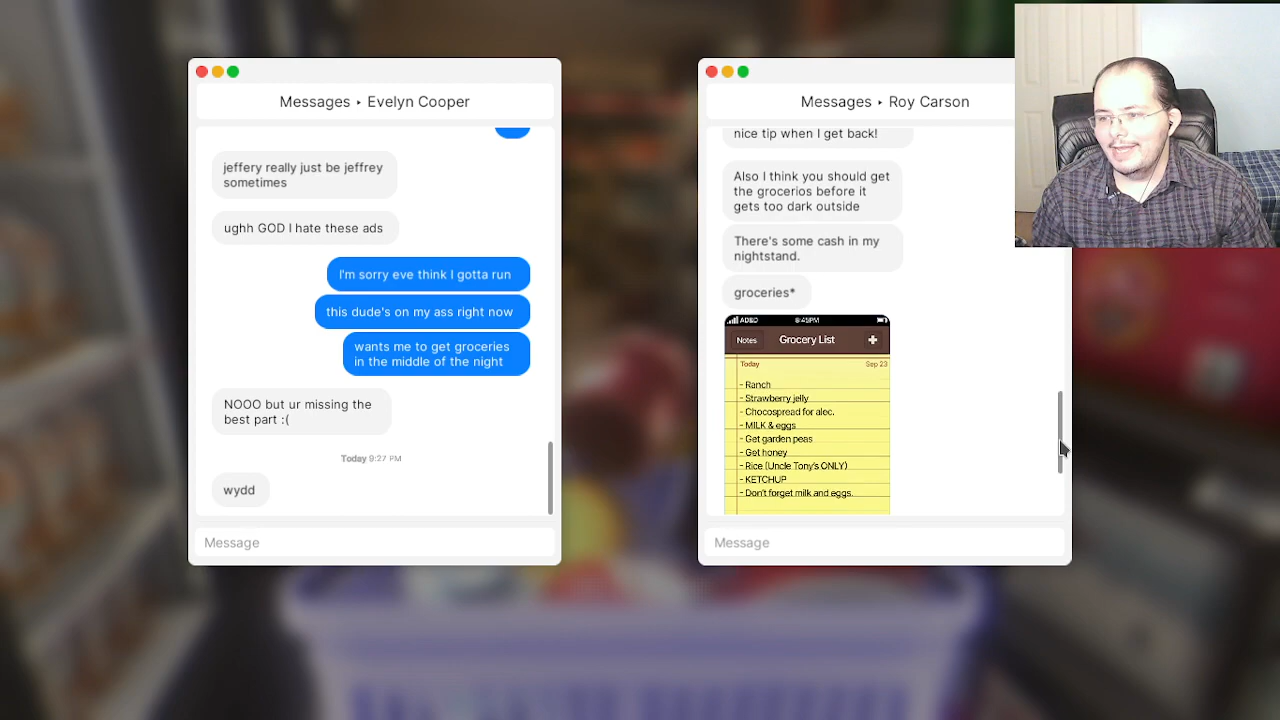 Messages ‣ Evelyn Cooper
jeffery really just be jeffrey
sometimes
ughh GOD I hate these ads
I'm sorry eve think I gotta run
this dude's on my ass right now
wants me to get groceries
in the middle of the night
NOOO but ur missing the
best part :(
Today 9:27 PM
wydd
Message
Messages ‣ Roy Carson
nice tip when I get back!
Also I think you should get
the grocerios before it
gets too dark outside
There's some cash in my
nightstand.
groceries*
8:45PM
Notes
Grocery List
Today Sep 23
- Ranch
- Strawberry jelly
- Chocospread for alec.
- MILK & eggs
- Get garden peas
- Get honey
- Rice (Uncle Tony's ONLY)
- KETCHUP
- Don't forget milk and eggs.
Message